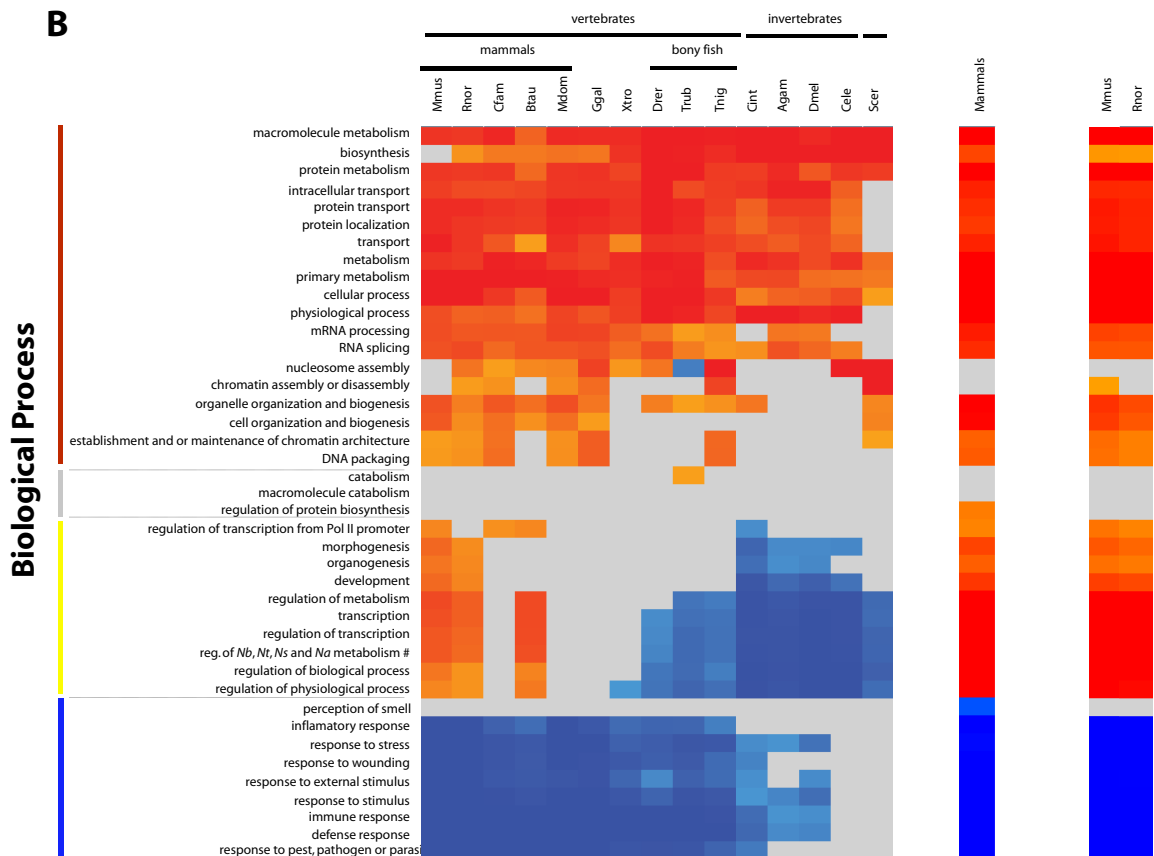 B
vertebrates
invertebrates
mammals
bony fish
Mmus
Rnor
Cfam
Btau
Mdom
Ggal
Xtro
Drer
Trub
Tnig
Cint
Agam
Dmel
Cele
Scer
Mammals
Mmus
Rnor
Biological Process
macromolecule metabolism
biosynthesis
protein metabolism
intracellular transport
protein transport
protein localization
transport
metabolism
primary metabolism
cellular process
physiological process
mRNA processing
RNA splicing
nucleosome assembly
chromatin assembly or disassembly
organelle organization and biogenesis
cell organization and biogenesis
establishment and or maintenance of chromatin architecture
DNA packaging
catabolism
macromolecule catabolism
regulation of protein biosynthesis
regulation of transcription from Pol II promoter
morphogenesis
organogenesis
development
regulation of metabolism
transcription
regulation of transcription
reg. of Nb, Nt, Ns and Na metabolism #
regulation of biological process
regulation of physiological process
perception of smell
inflamatory response
response to stress
response to wounding
response to external stimulus
response to stimulus
immune response
defense response
response to pest, pathogen or parasi